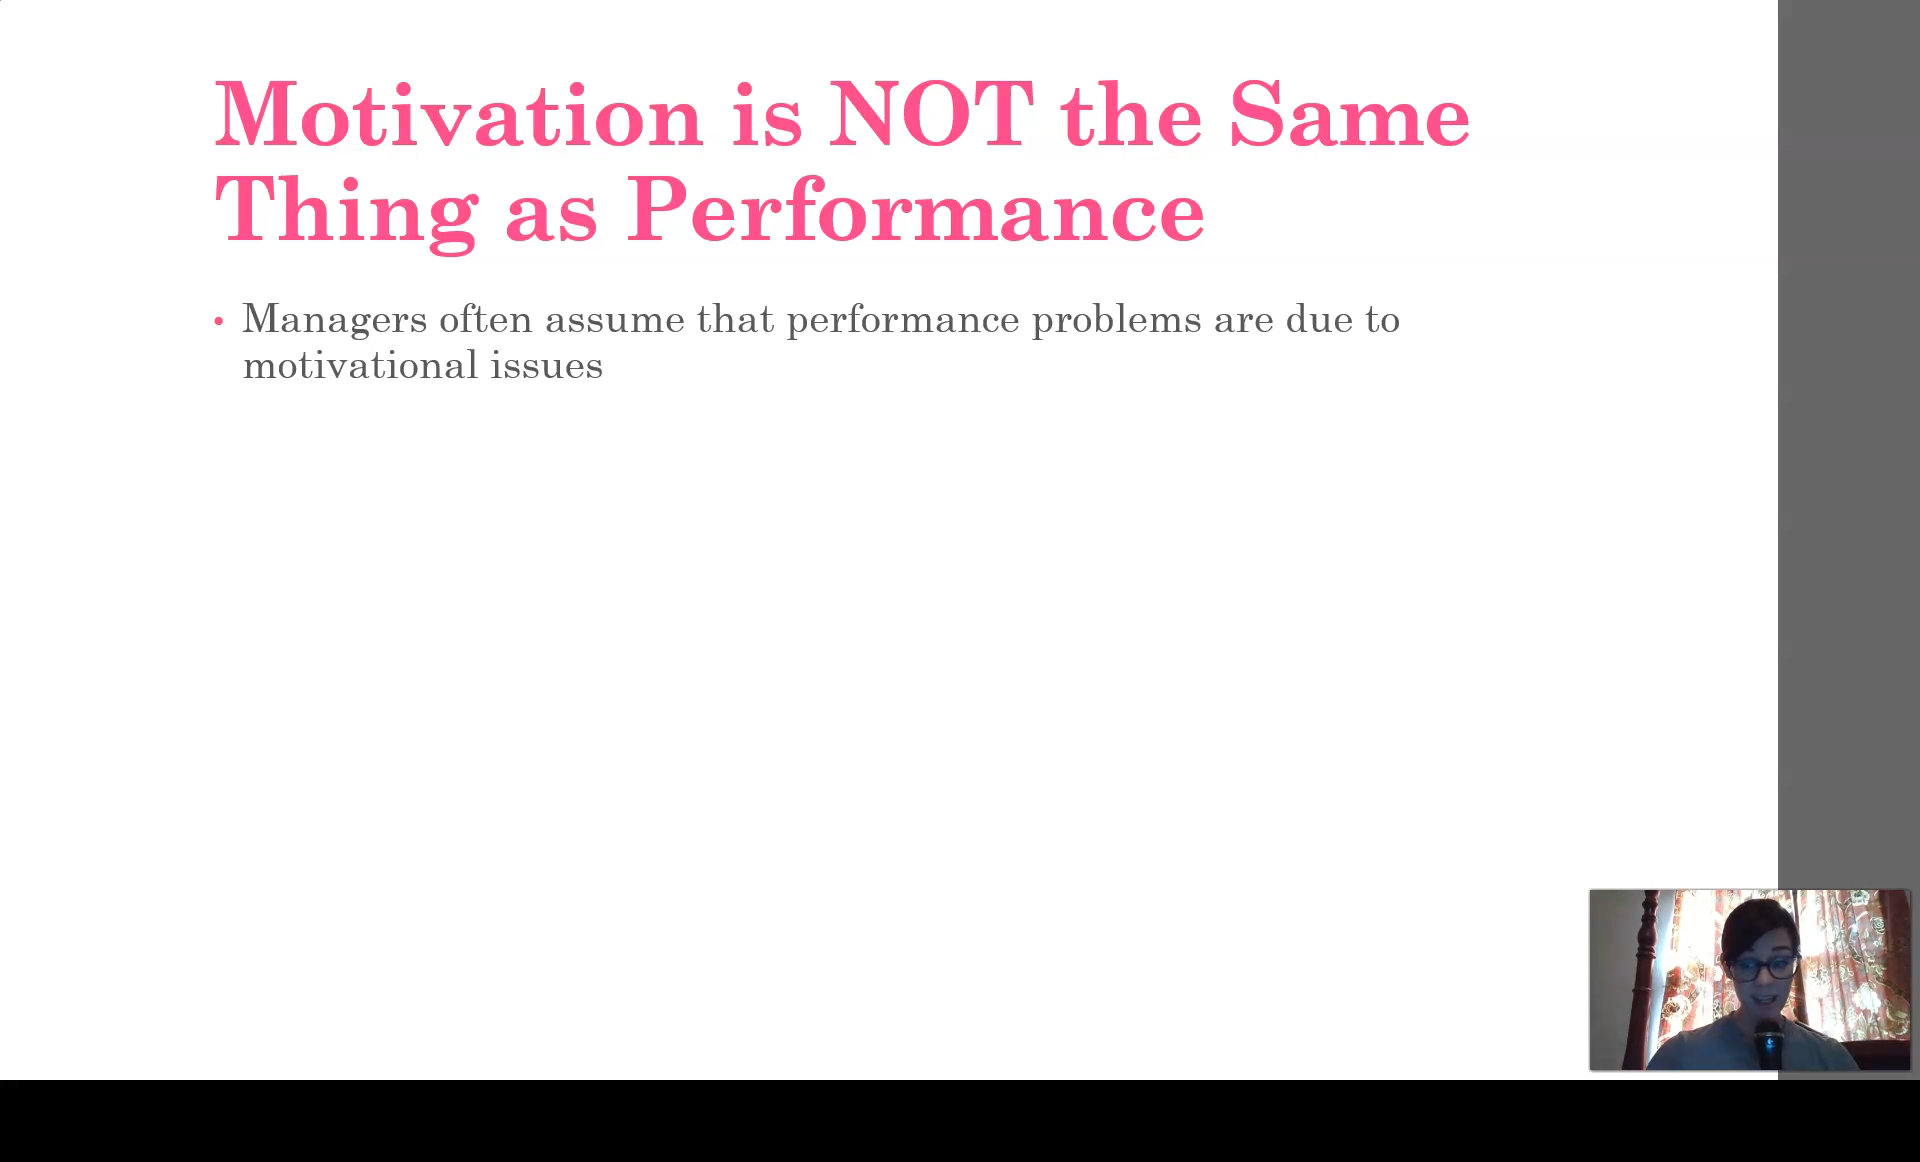 Motivation is NOT the Same
Thing as Performance
• Managers often assume that performance problems are due to
motivational issues